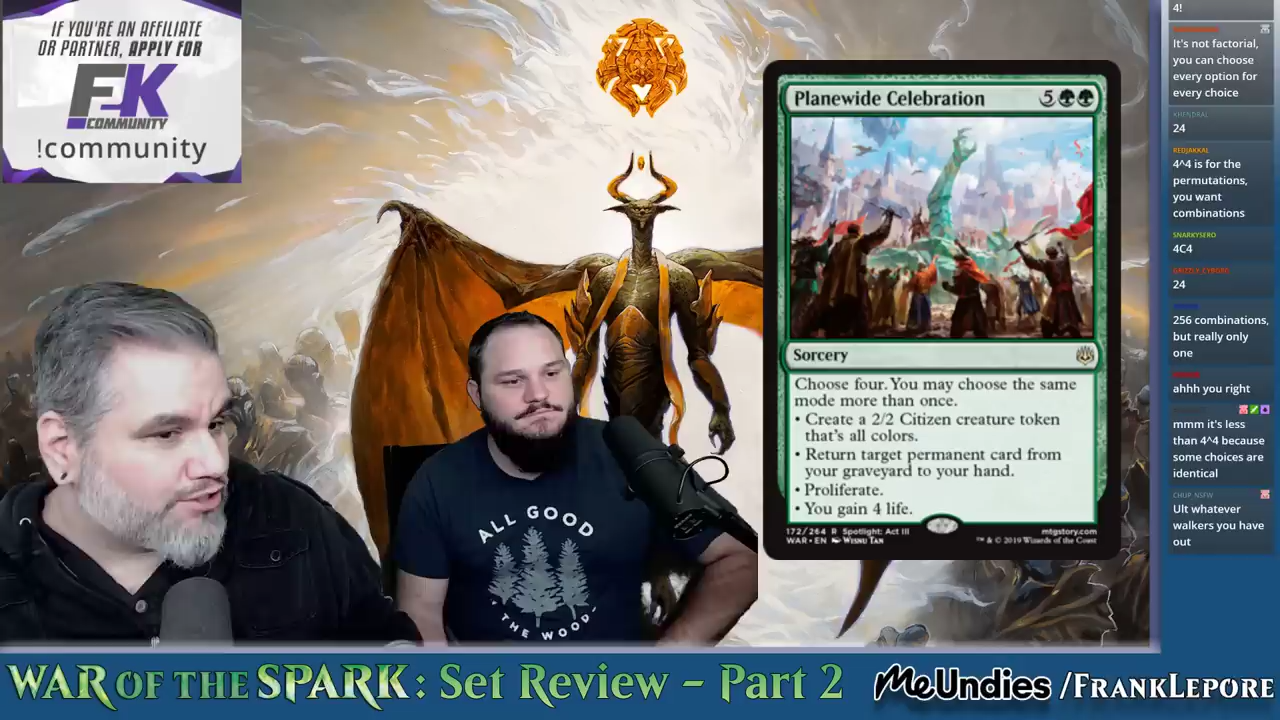 IF YOU'RE AN AFFILIATE
OR PARTNER, APPLY FOR
FK
COMMUNITY
!community
Planewide Celebration 5
Sorcery
Choose four. You may choose the same
mode more than once.
• Create a 2/2 Citizen creature token
that's all colors.
• Return target permanent card from
your graveyard to your hand.
• Proliferate.
• You gain 4 life.
172/264 R Spotlight: Act III
WAR • EN Wisnu Tan
mtgstory.com
™ & © 2019 Wizards of the Coast
ALL GOOD
• IN •
THE WOOD
4!
It's not factorial,
you can choose
every option for
every choice
24
REDJAKKAL
4^4 is for the
permutations,
you want
combinations
SNARKYSERO
4C4
GRIZZLY_CYBORG
24
256 combinations,
but really only
one
ahhh you right
mmm it's less
than 4^4 because
some choices are
identical
CHUP_NSFW
Ult whatever
walkers you have
out
WAR OF THE SPARK: Set Review - Part 2
MeUndies /FRANKLEPORE